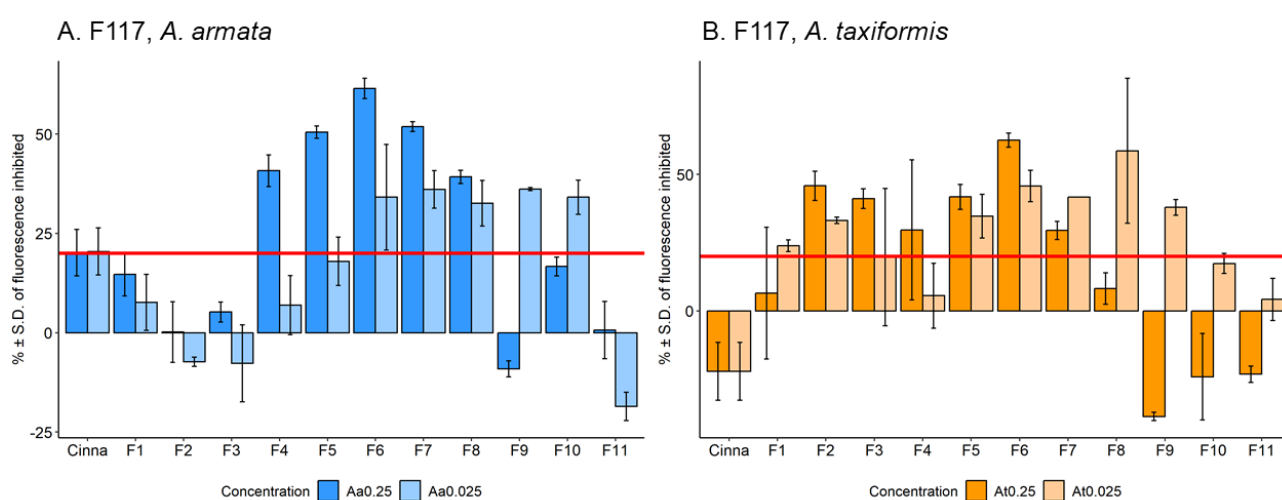 A. F117, A. armata
% ± S.D. of fluorescence inhibited
50
25
0
-25
Cinna F1 F2 F3 F4 F5 F6 F7 F8 F9 F10 F11
Concentration Aa0.25 Aa0.025
B. F117, A. taxiformis
% ± S.D. of fluorescence inhibited
50
0
Cinna F1 F2 F3 F4 F5 F6 F7 F8 F9 F10 F11
Concentration At0.25 At0.025